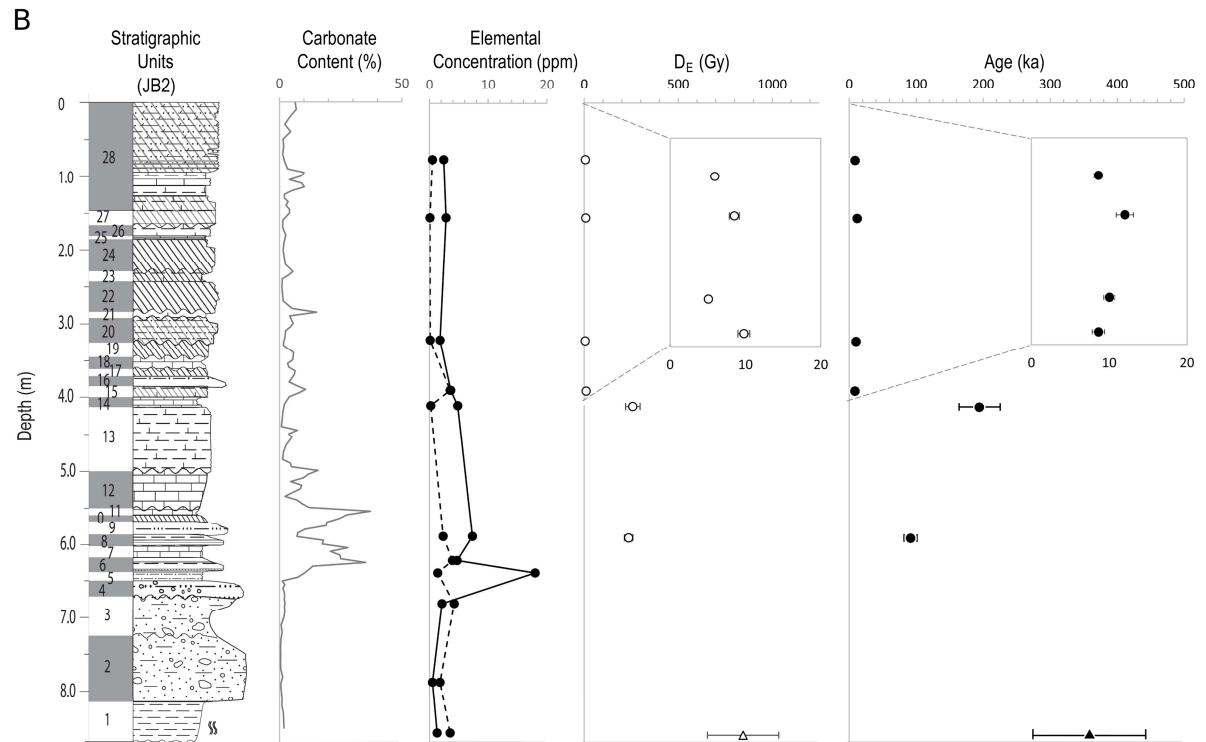 B
Stratigraphic
Units
(JB2)
Carbonate
Content (%)
Elemental
Concentration (ppm)
DE (Gy)
Age (ka)
0 50
0 10 20
0 500 1000
0 100 200 300 400 500
Depth (m)
0
1.0
2.0
3.0
4.0
5.0
6.0
7.0
8.0
28
27
26
25
24
23
22
21
20
19
18
17
16
15
14
13
12
11
0
9
8
7
6
5
4
3
2
1
0 10 20
0 10 20